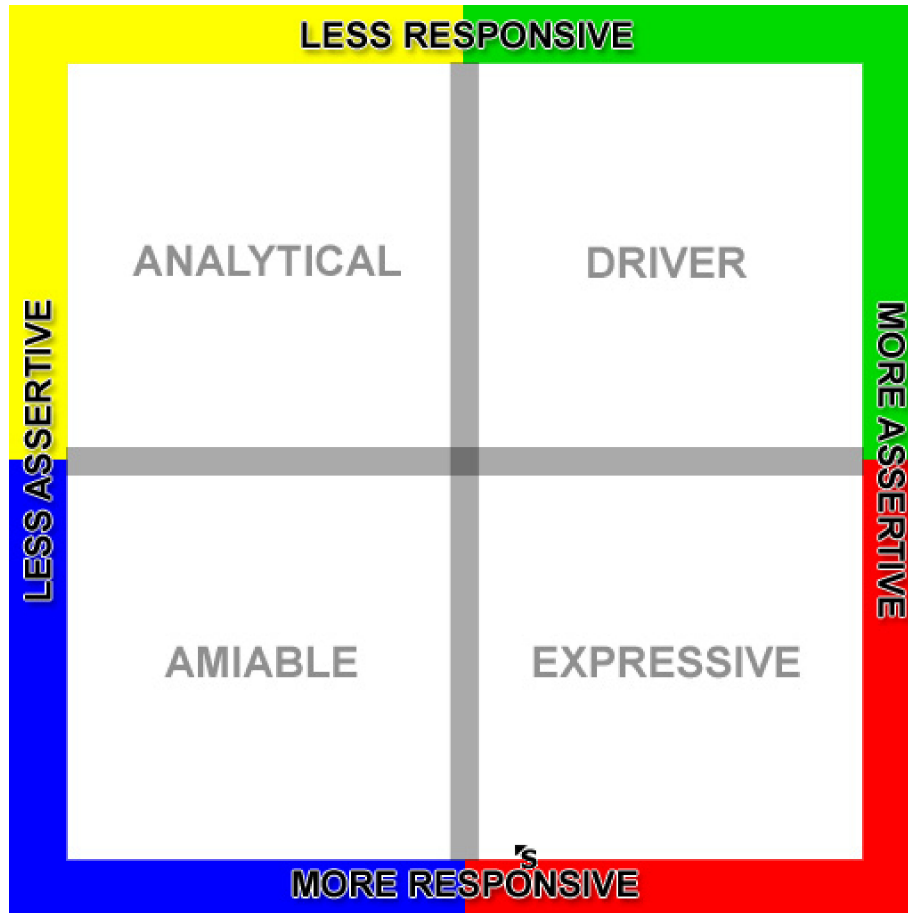 LESS RESPONSIVE
ANALYTICAL
DRIVER
LESS ASSERTIVE
MORE ASSERTIVE
AMIABLE
EXPRESSIVE
S
MORE RESPONSIVE